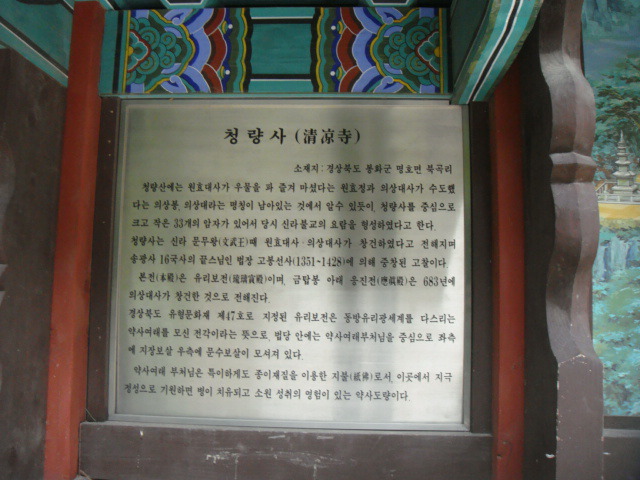 청량사 (清凉寺)
소재지 : 경상북도 봉화군 명호면 북곡리
청량산에는 원효대사가 우물을 파 즐겨 마셨다는 원효정과 의상대사가 수도했
다는 의상봉, 의상대라는 명칭이 남아있는 것에서 알수 있듯이, 청량사를 중심으로
크고 작은 33개의 암자가 있어서 당시 신라불교의 요람을 형성하였다고 한다.
청량사는 신라 문무왕(文武王)때 원효대사·의상대사가 창건하였다고 전해지며
송광사 16국사의 끝스님인 법장 고봉선사(1351~1428)에 의해 중창된 고찰이다.
본전(本殿)은 유리보전(琉璃寶殿)이며, 금탑봉 아래 응진전(應眞殿)은 683년에
의상대사가 창건한 것으로 전해진다.
경상북도 유형문화재 제47호로 지정된 유리보전은 동방유리광세계를 다스리는
약사여래를 모신 전각이라는 뜻으로, 법당 안에는 약사여래부처님을 중심으로 좌측
에 지장보살 우측에 문수보살이 모셔져 있다.
약사여래 부처님은 특이하게도 종이재질을 이용한 지불(紙佛)로서, 이곳에서 지극
정성으로 기원하면 병이 치유되고 소원 성취의 영험이 있는 약사도량이다.